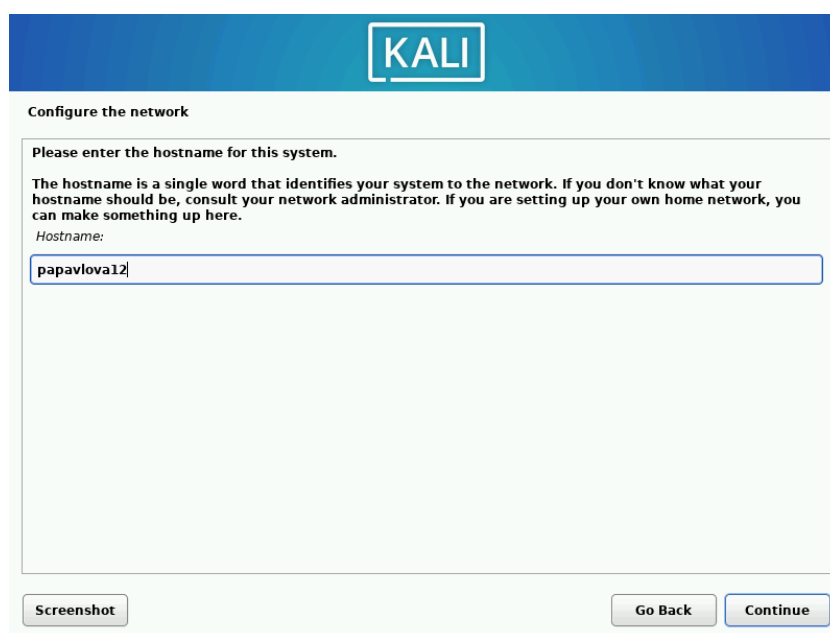 KALI
Configure the network
Please enter the hostname for this system.
The hostname is a single word that identifies your system to the network. If you don't know what your
hostname should be, consult your network administrator. If you are setting up your own home network, you
can make something up here.
Hostname:
papavlova12
Screenshot
Go Back
Continue